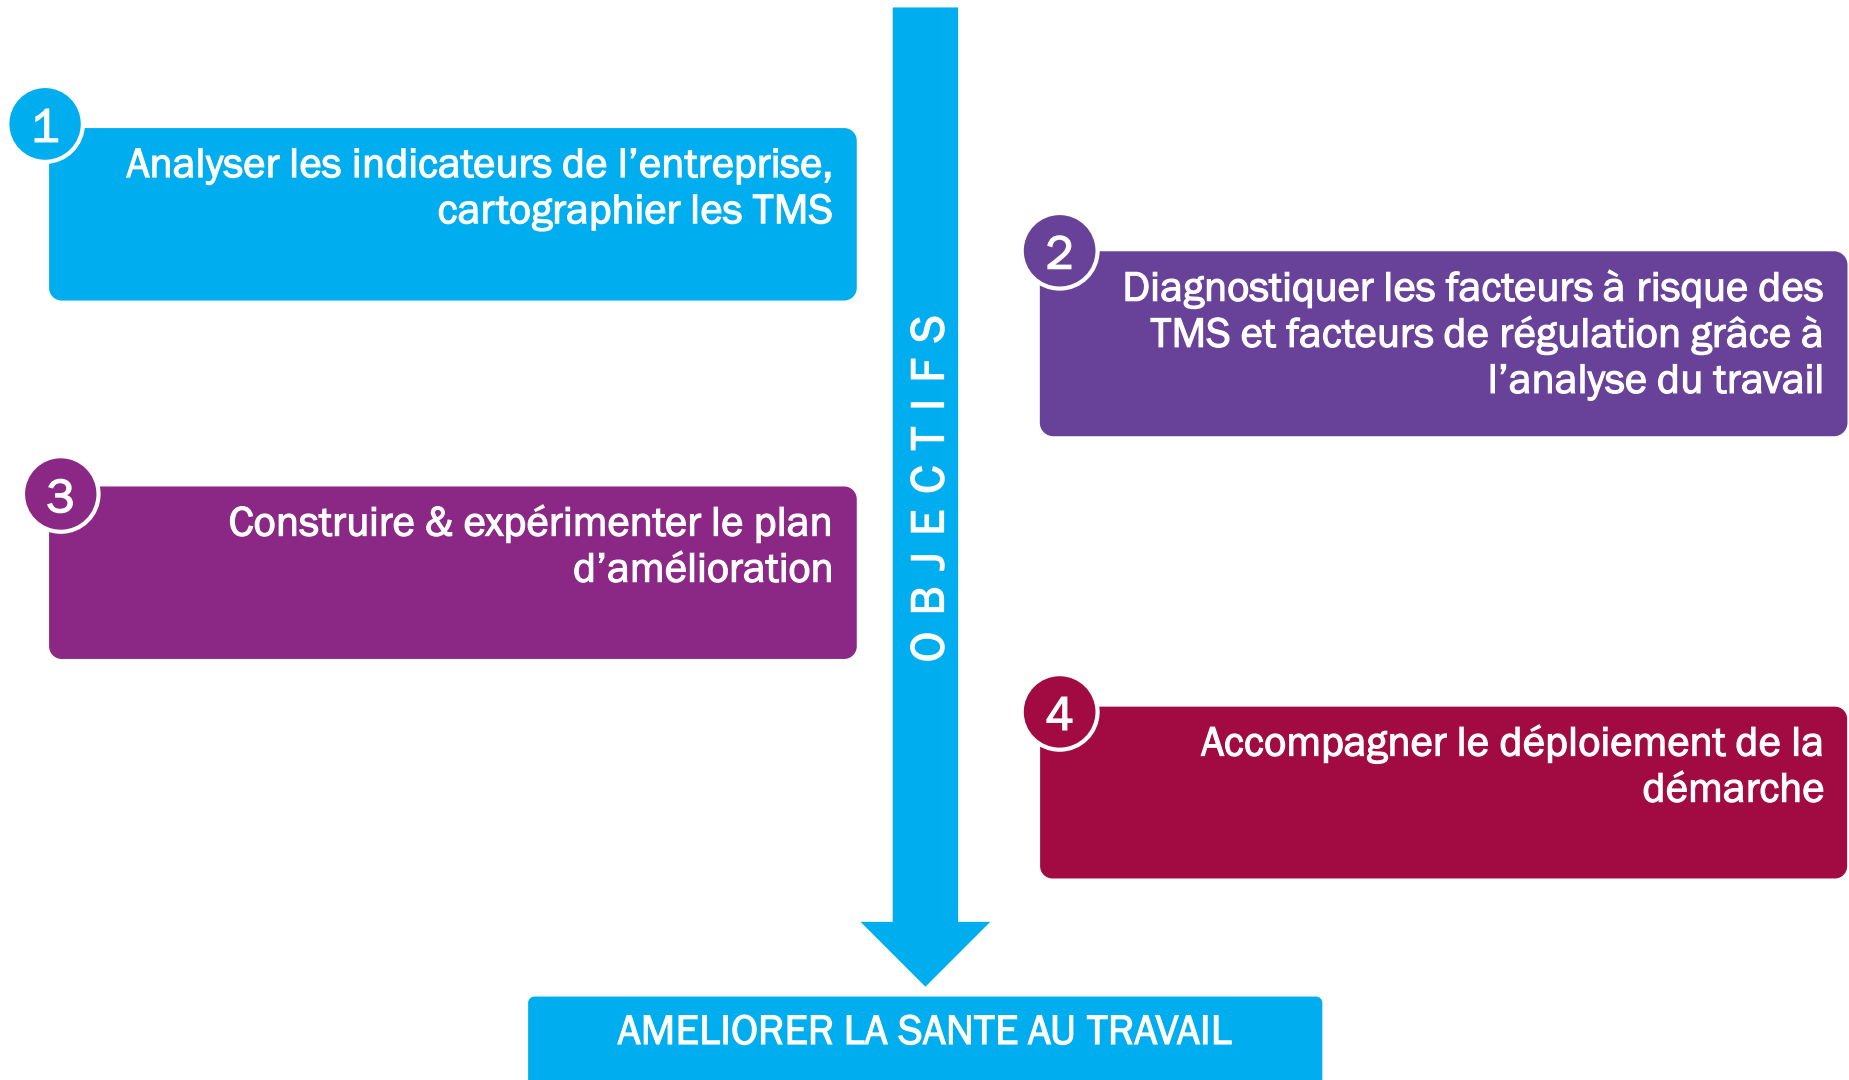 1
Analyser les indicateurs de l’entreprise,
cartographier les TMS
2
Diagnostiquer les facteurs à risque des
TMS et facteurs de régulation grâce à
l’analyse du travail
OBJECTIFS
3
Construire & expérimenter le plan
d’amélioration
4
Accompagner le déploiement de la
démarche
AMELIORER LA SANTE AU TRAVAIL